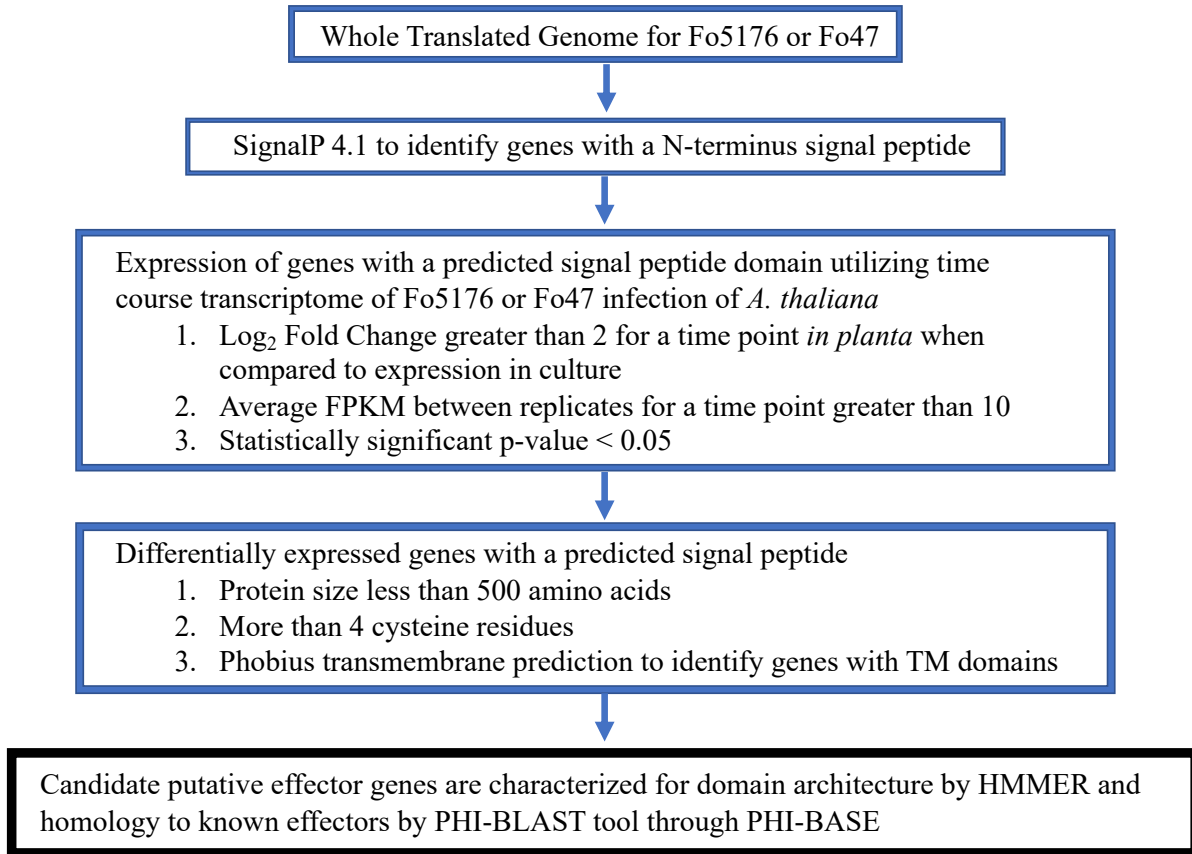 Whole Translated Genome for Fo5176 or Fo47
SignalP 4.1 to identify genes with a N-terminus signal peptide
Expression of genes with a predicted signal peptide domain utilizing time
course transcriptome of Fo5176 or Fo47 infection of A. thaliana
1. Log₂ Fold Change greater than 2 for a time point in planta when
compared to expression in culture
2. Average FPKM between replicates for a time point greater than 10
3. Statistically significant p-value < 0.05
Differentially expressed genes with a predicted signal peptide
1. Protein size less than 500 amino acids
2. More than 4 cysteine residues
3. Phobius transmembrane prediction to identify genes with TM domains
Candidate putative effector genes are characterized for domain architecture by HMMER and
homology to known effectors by PHI-BLAST tool through PHI-BASE